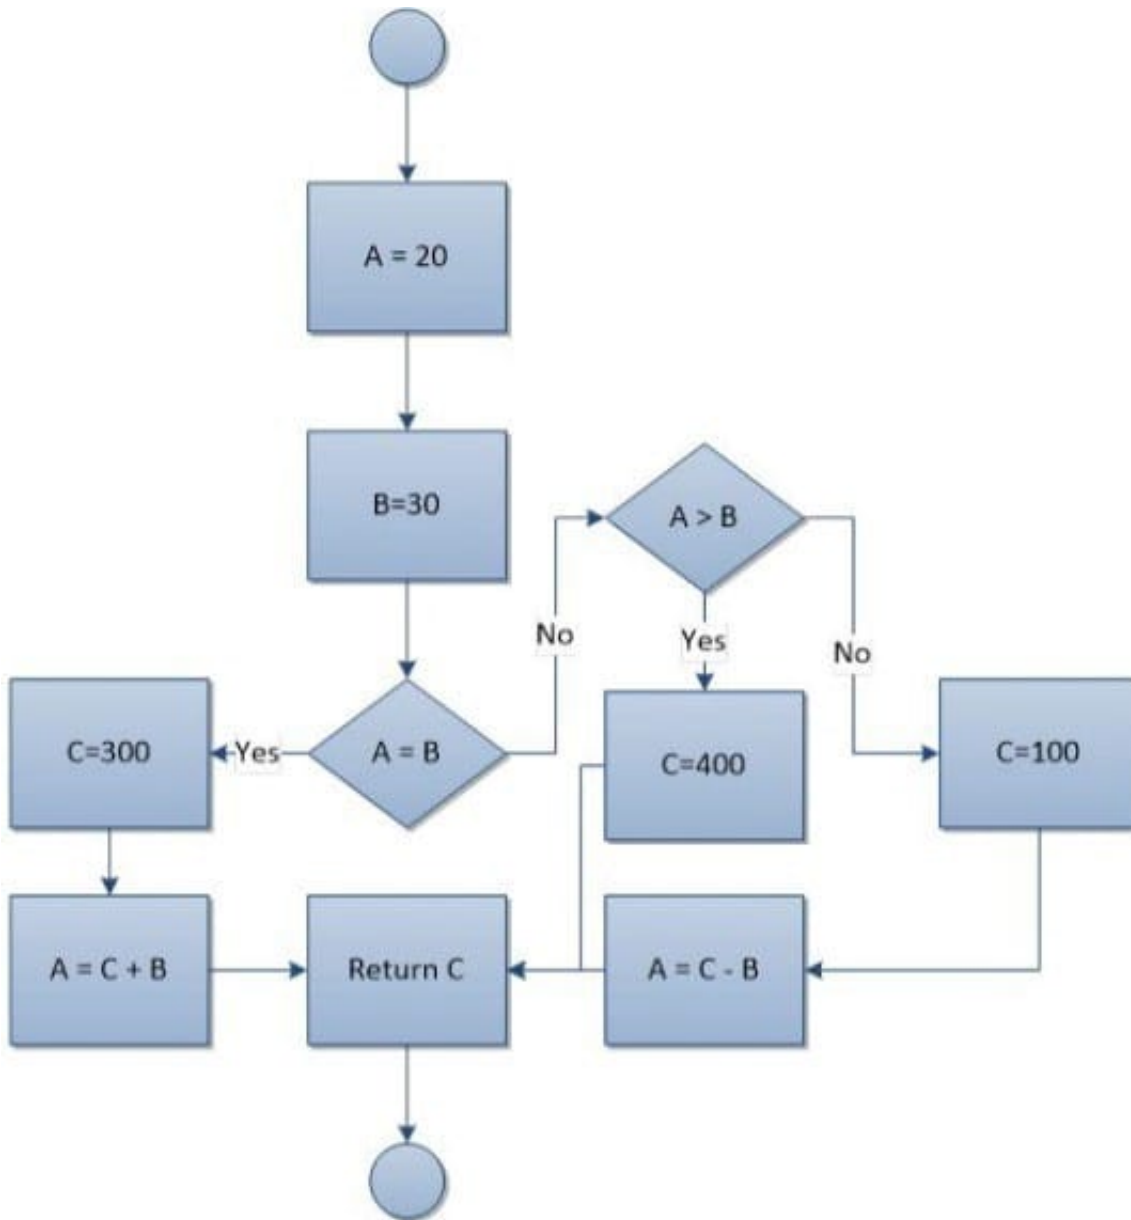 A = 20
B=30
A > B
No
Yes
No
C=300
Yes
A = B
C=400
C=100
A = C + B
Return C
A = C - B